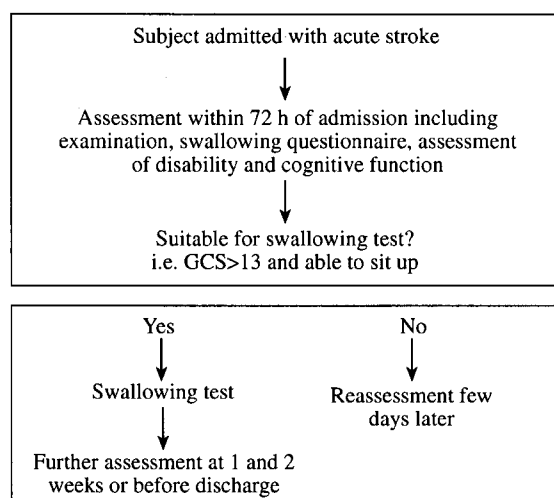 Subject admitted with acute stroke
Assessment within 72 h of admission including
examination, swallowing questionnaire, assessment
of disability and cognitive function
Suitable for swallowing test?
i.e. GCS>13 and able to sit up
Yes
Swallowing test
Further assessment at 1 and 2
weeks or before discharge
No
Reassessment few
days later